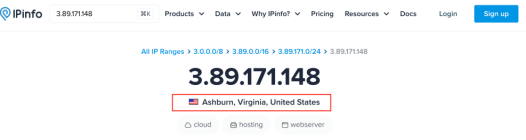 IPinfo 3.89.171.148 ⌘K Products Data Why IPinfo? Pricing Resources Docs Login Sign up
All IP Ranges > 3.0.0.0/8 > 3.89.0.0/16 > 3.89.171.0/24 > 3.89.171.148
3.89.171.148
Ashburn, Virginia, United States
cloud hosting webserver